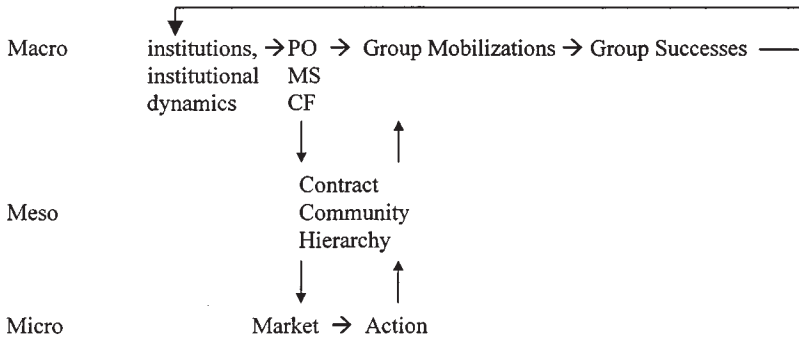 Macro institutions, → PO → Group Mobilizations → Group Successes
institutional MS
dynamics CF
Contract
Meso Community
Hierarchy
Micro Market → Action